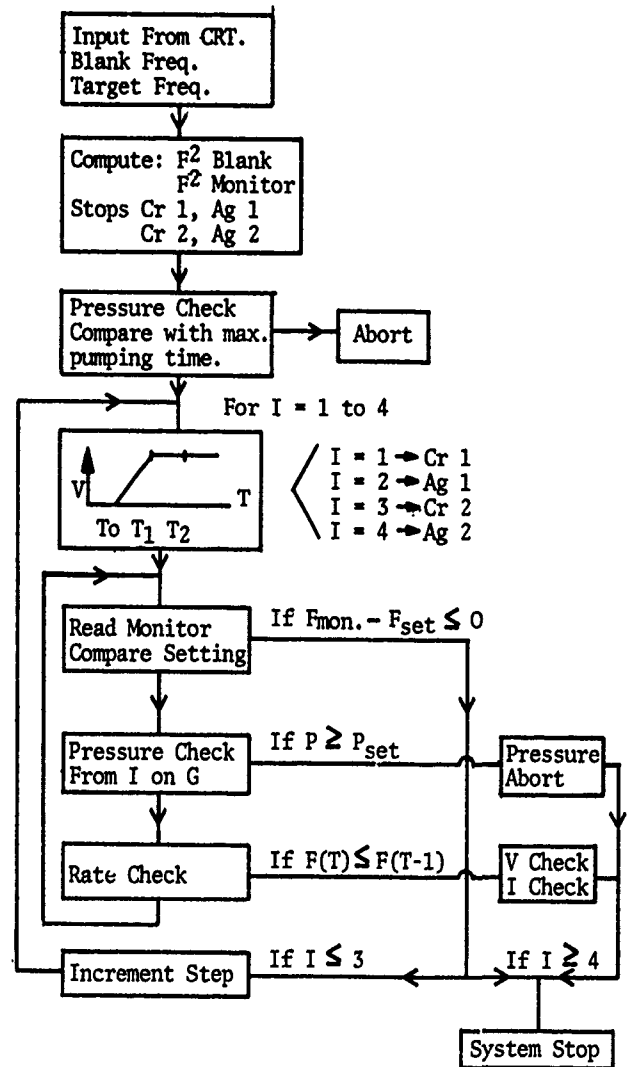 Input From CRT.
Blank Freq.
Target Freq.
Compute: F² Blank
F² Monitor
Stops Cr 1, Ag 1
Cr 2, Ag 2
Pressure Check
Compare with max.
pumping time.
Abort
For I = 1 to 4
V
T
To T₁ T₂
I = 1 → Cr 1
I = 2 → Ag 1
I = 3 → Cr 2
I = 4 → Ag 2
Read Monitor
Compare Setting
If Fmon. - Fset ≤ 0
Pressure Check
From I on G
If P ≥ Pset
Pressure
Abort
Rate Check
If F(T) ≤ F(T-1)
V Check
I Check
Increment Step
If I ≤ 3
If I ≥ 4
System Stop